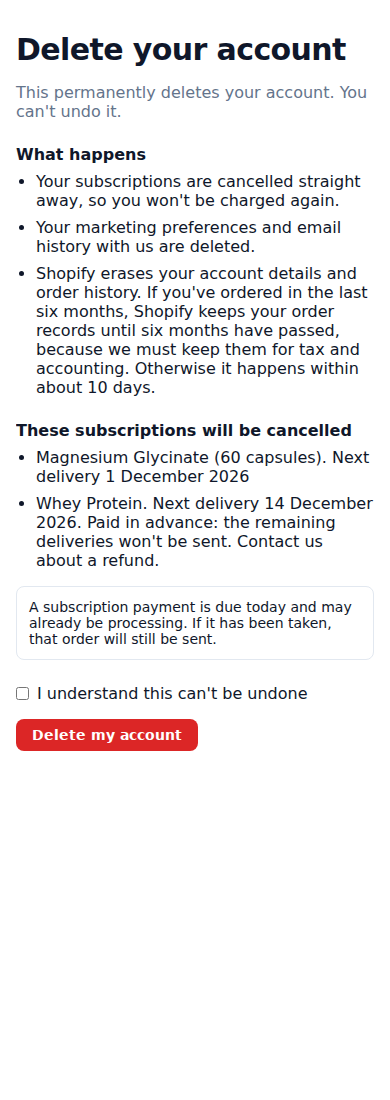 Delete your account
This permanently deletes your account. You
can't undo it.
What happens
• Your subscriptions are cancelled straight
away, so you won't be charged again.
• Your marketing preferences and email
history with us are deleted.
• Shopify erases your account details and
order history. If you've ordered in the last
six months, Shopify keeps your order
records until six months have passed,
because we must keep them for tax and
accounting. Otherwise it happens within
about 10 days.
These subscriptions will be cancelled
• Magnesium Glycinate (60 capsules). Next
delivery 1 December 2026
• Whey Protein. Next delivery 14 December
2026. Paid in advance: the remaining
deliveries won't be sent. Contact us
about a refund.
A subscription payment is due today and may
already be processing. If it has been taken,
that order will still be sent.
I understand this can't be undone
Delete my account